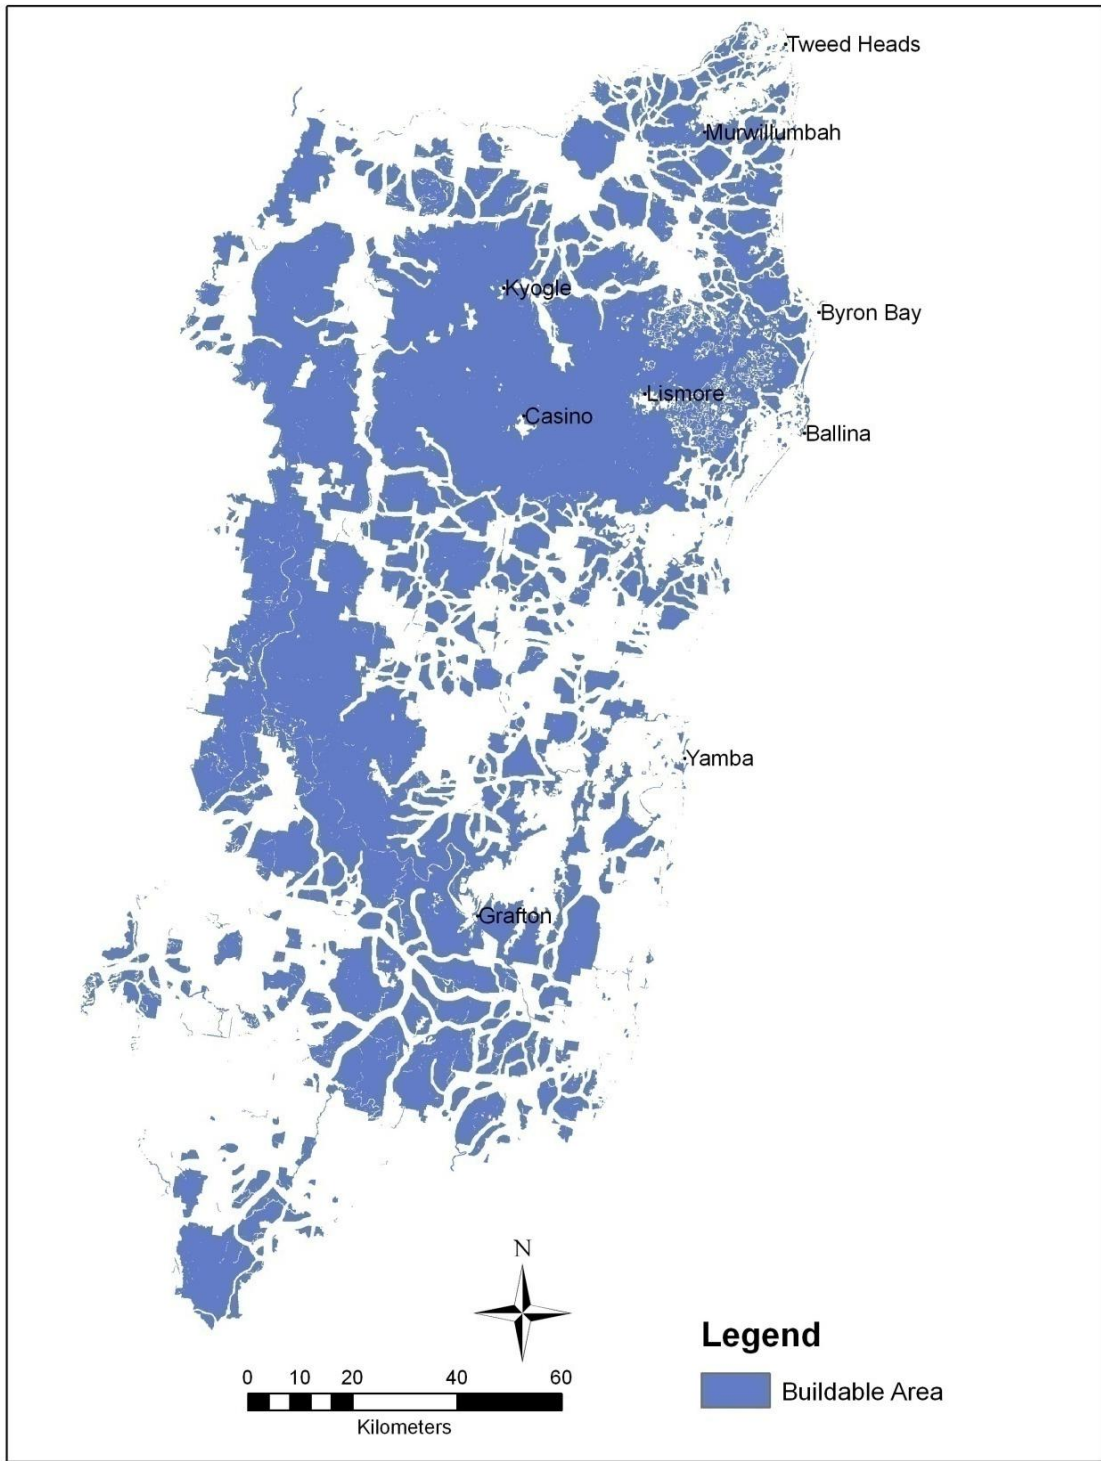 Tweed Heads
Murwillumbah
Kyogle
Byron Bay
Lismore
Casino
Ballina
Yamba
Grafton
N
Legend
0 10 20 40 60
Buildable Area
Kilometers